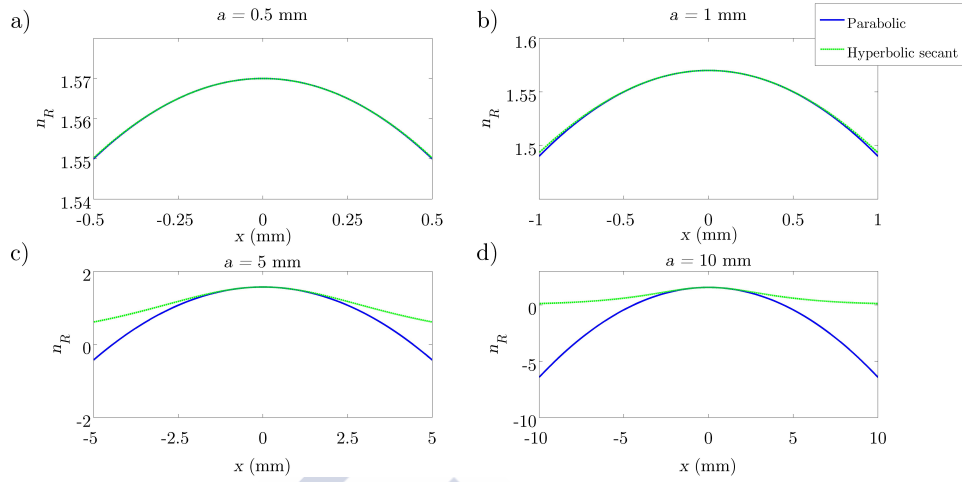 a)
a = 0.5 mm
n_R
1.57
1.56
1.55
1.54
-0.5
-0.25
0
0.25
0.5
x (mm)
b)
a = 1 mm
n_R
1.6
1.55
1.5
-1
-0.5
0
0.5
1
x (mm)
Parabolic
Hyperbolic secant
c)
a = 5 mm
n_R
2
0
-2
-5
-2.5
0
2.5
5
x (mm)
d)
a = 10 mm
n_R
0
-5
-10
-10
-5
0
5
10
x (mm)